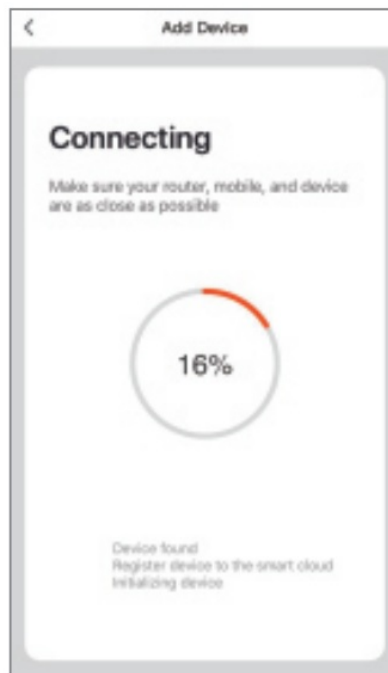 Add Device
Connecting
Make sure your router, mobile, and device
are as close as possible
16%
Device found
Register device to the smart cloud
Initializing device